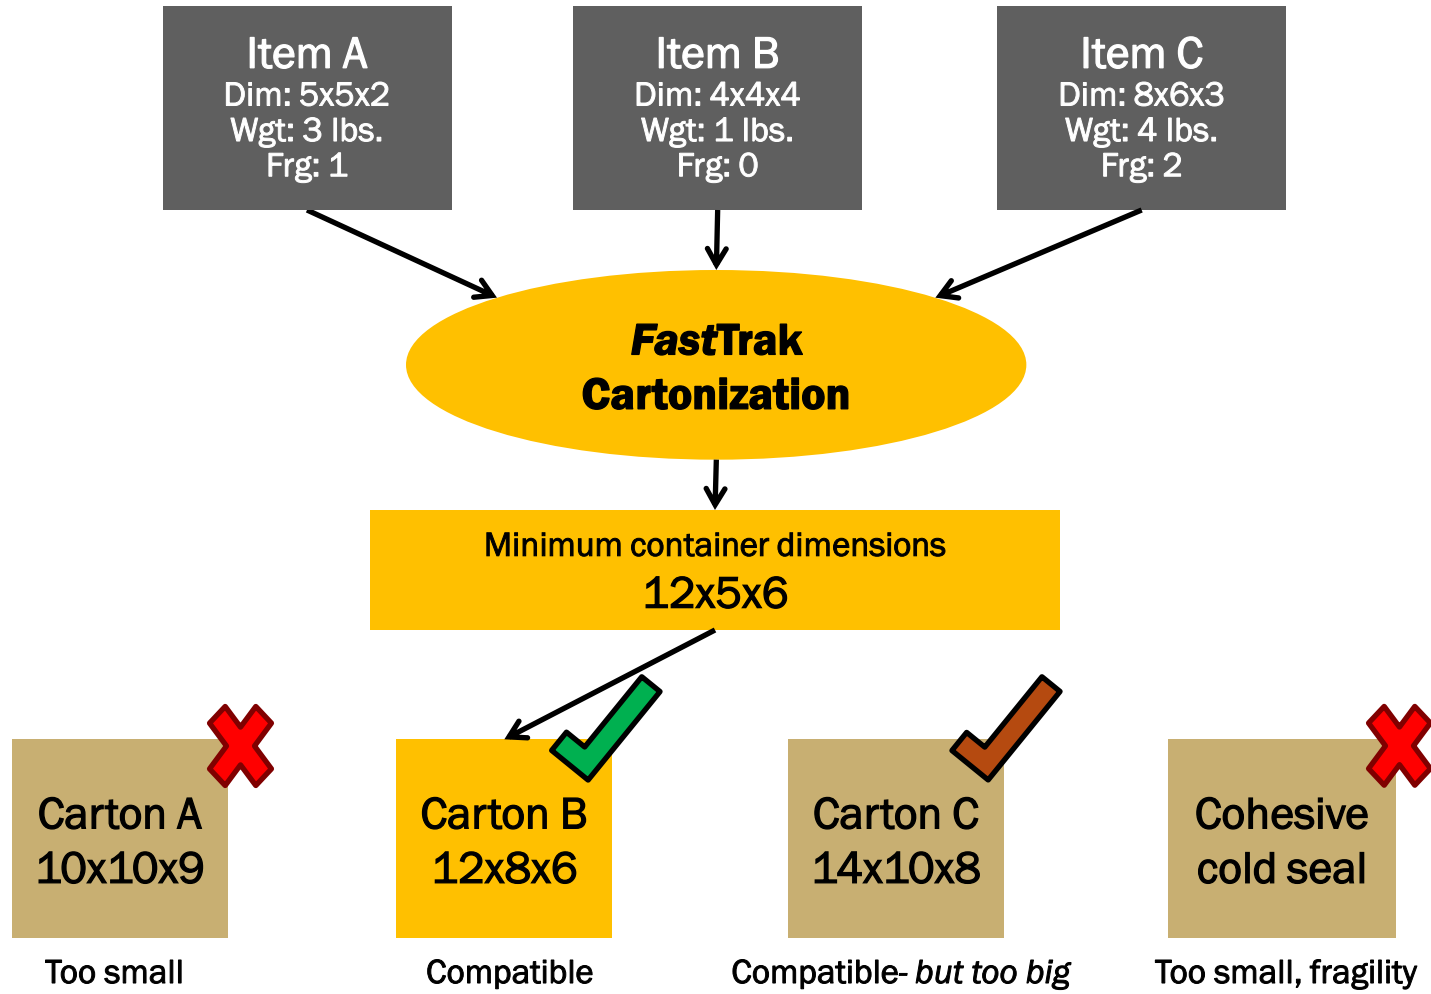 Item A
Dim: 5x5x2
Wgt: 3 lbs.
Frg: 1
Item B
Dim: 4x4x4
Wgt: 1 lbs.
Frg: 0
Item C
Dim: 8x6x3
Wgt: 4 lbs.
Frg: 2
FastTrak
Cartonization
Minimum container dimensions
12x5x6
Carton A
10x10x9
Too small
Carton B
12x8x6
Compatible
Carton C
14x10x8
Compatible- but too big
Cohesive
cold seal
Too small, fragility